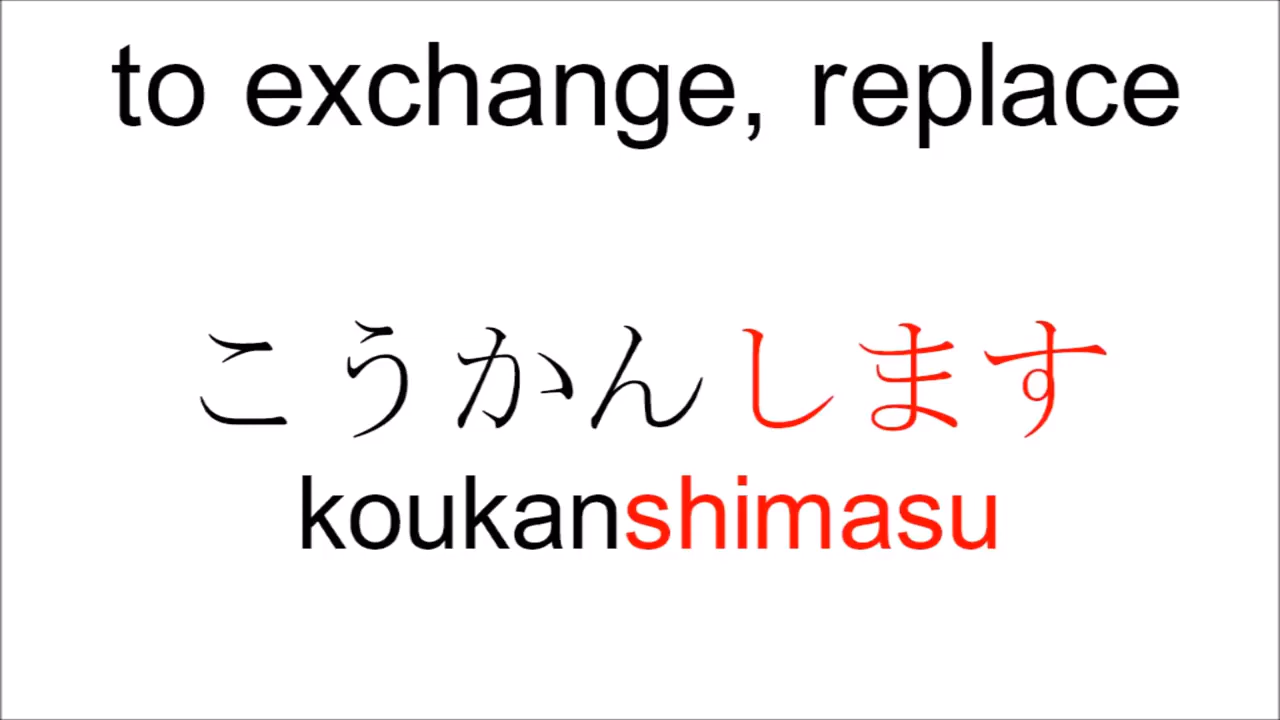 to exchange, replace
こうかんします
koukanshimasu